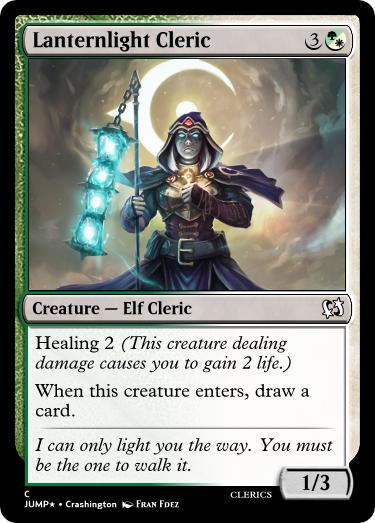 Lanternlight Cleric 3
Creature — Elf Cleric
Healing 2 (This creature dealing
damage causes you to gain 2 life.)
When this creature enters, draw a
card.
I can only light you the way. You must
be the one to walk it.
1/3
C
JUMP★ • Crashington Fran Fdez
CLERICS